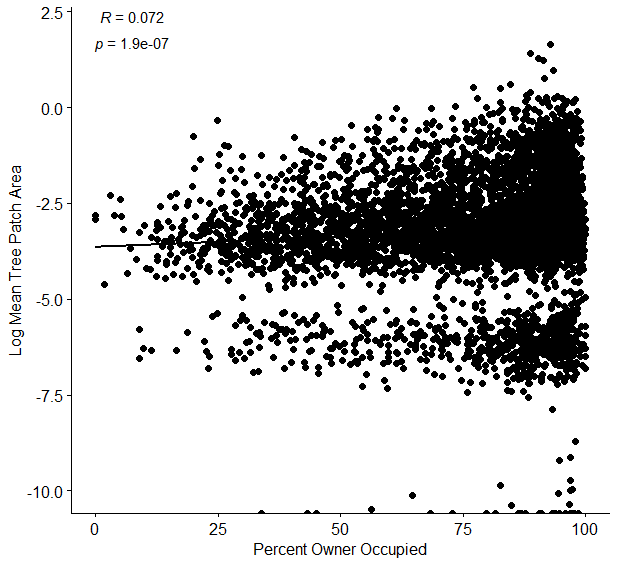 R = 0.072
p = 1.9e-07
2.5
0.0
-2.5
-5.0
-7.5
-10.0
Log Mean Tree Patch Area
0 25 50 75 100
Percent Owner Occupied